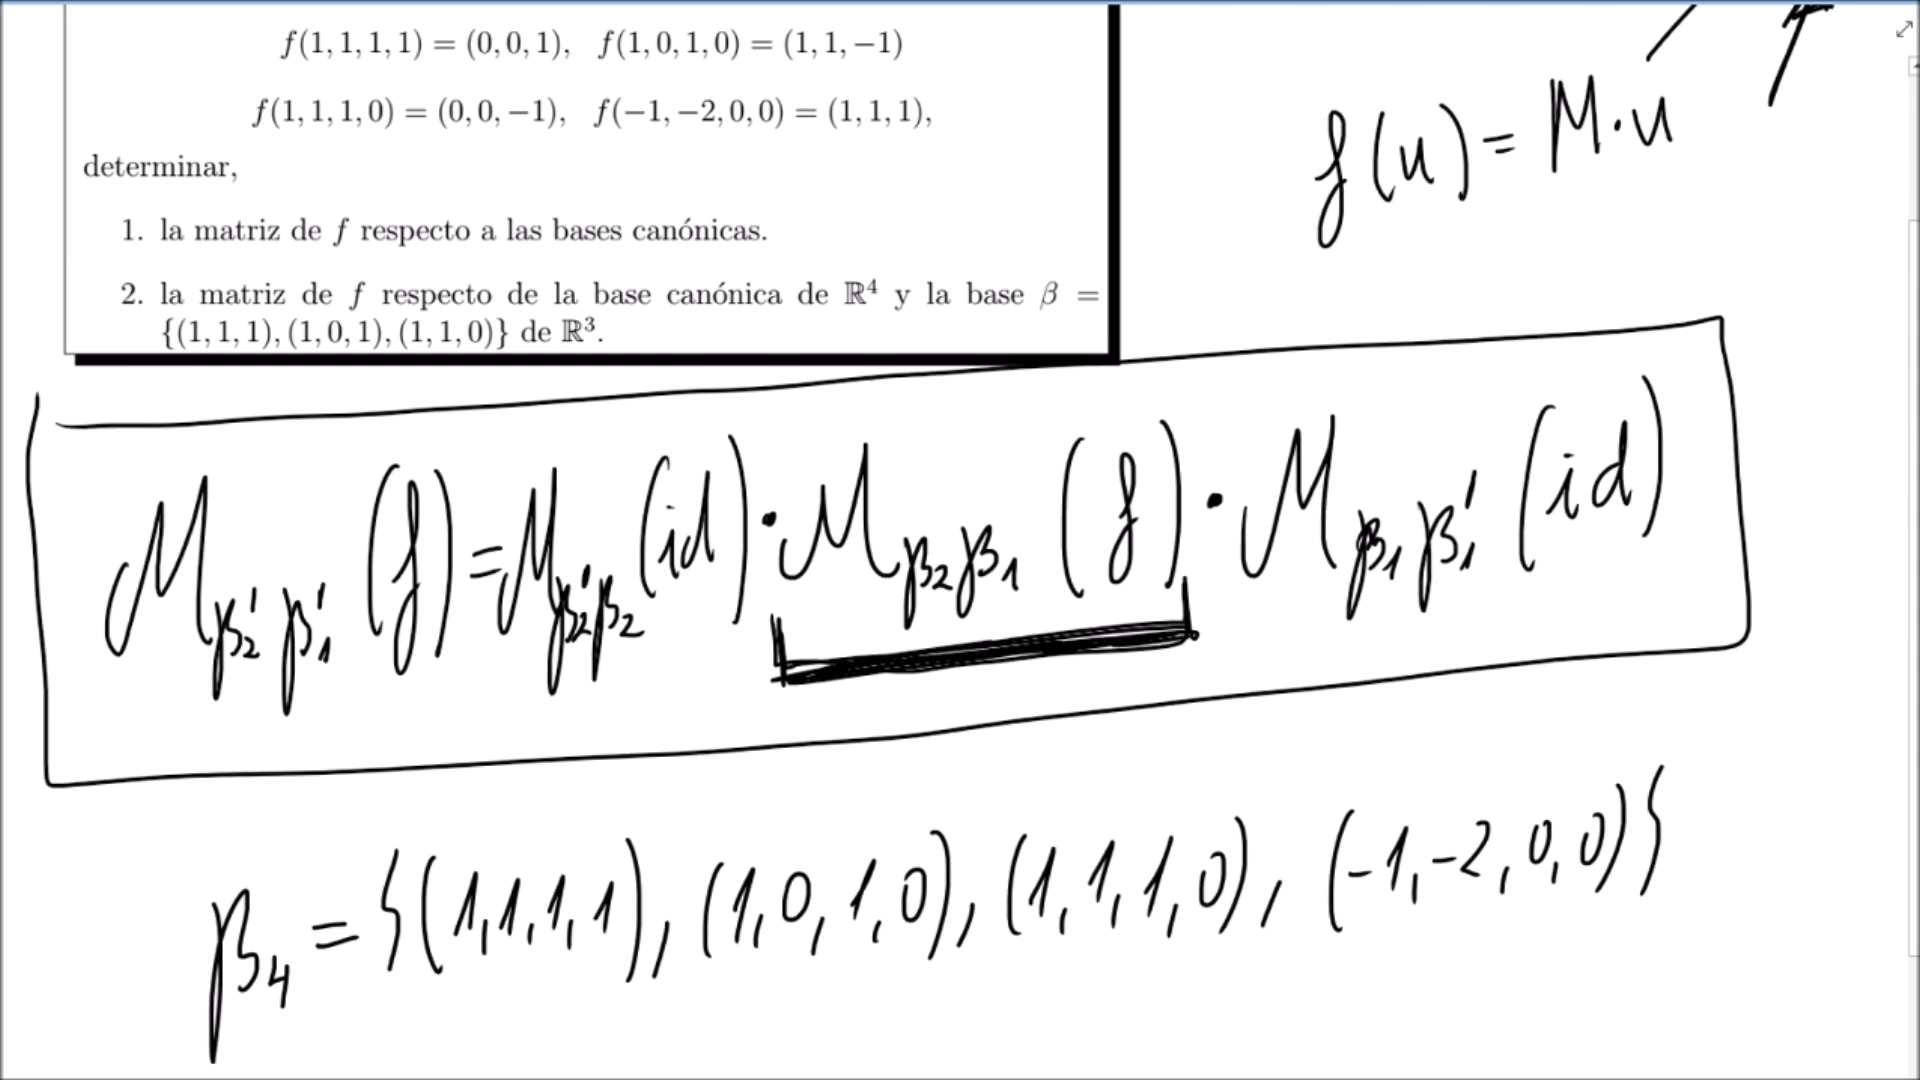 f(1, 1, 1, 1) = (0, 0, 1),   f(1, 0, 1, 0) = (1, 1, −1)
f(1, 1, 1, 0) = (0, 0, −1),   f(−1, −2, 0, 0) = (1, 1, 1),
determinar,
1. la matriz de f respecto a las bases canónicas.
2. la matriz de f respecto de la base canónica de ℝ⁴ y la base β =
{(1, 1, 1), (1, 0, 1), (1, 1, 0)} de ℝ³.
f(u) = M·u
M_{β₂'β₁'}(f) = M_{β₂'β₂}(id) · M_{β₂β₁}(f) · M_{β₁β₁'}(id)
β₄ = {(1,1,1,1), (1,0,1,0), (1,1,1,0), (-1,-2,0,0)}